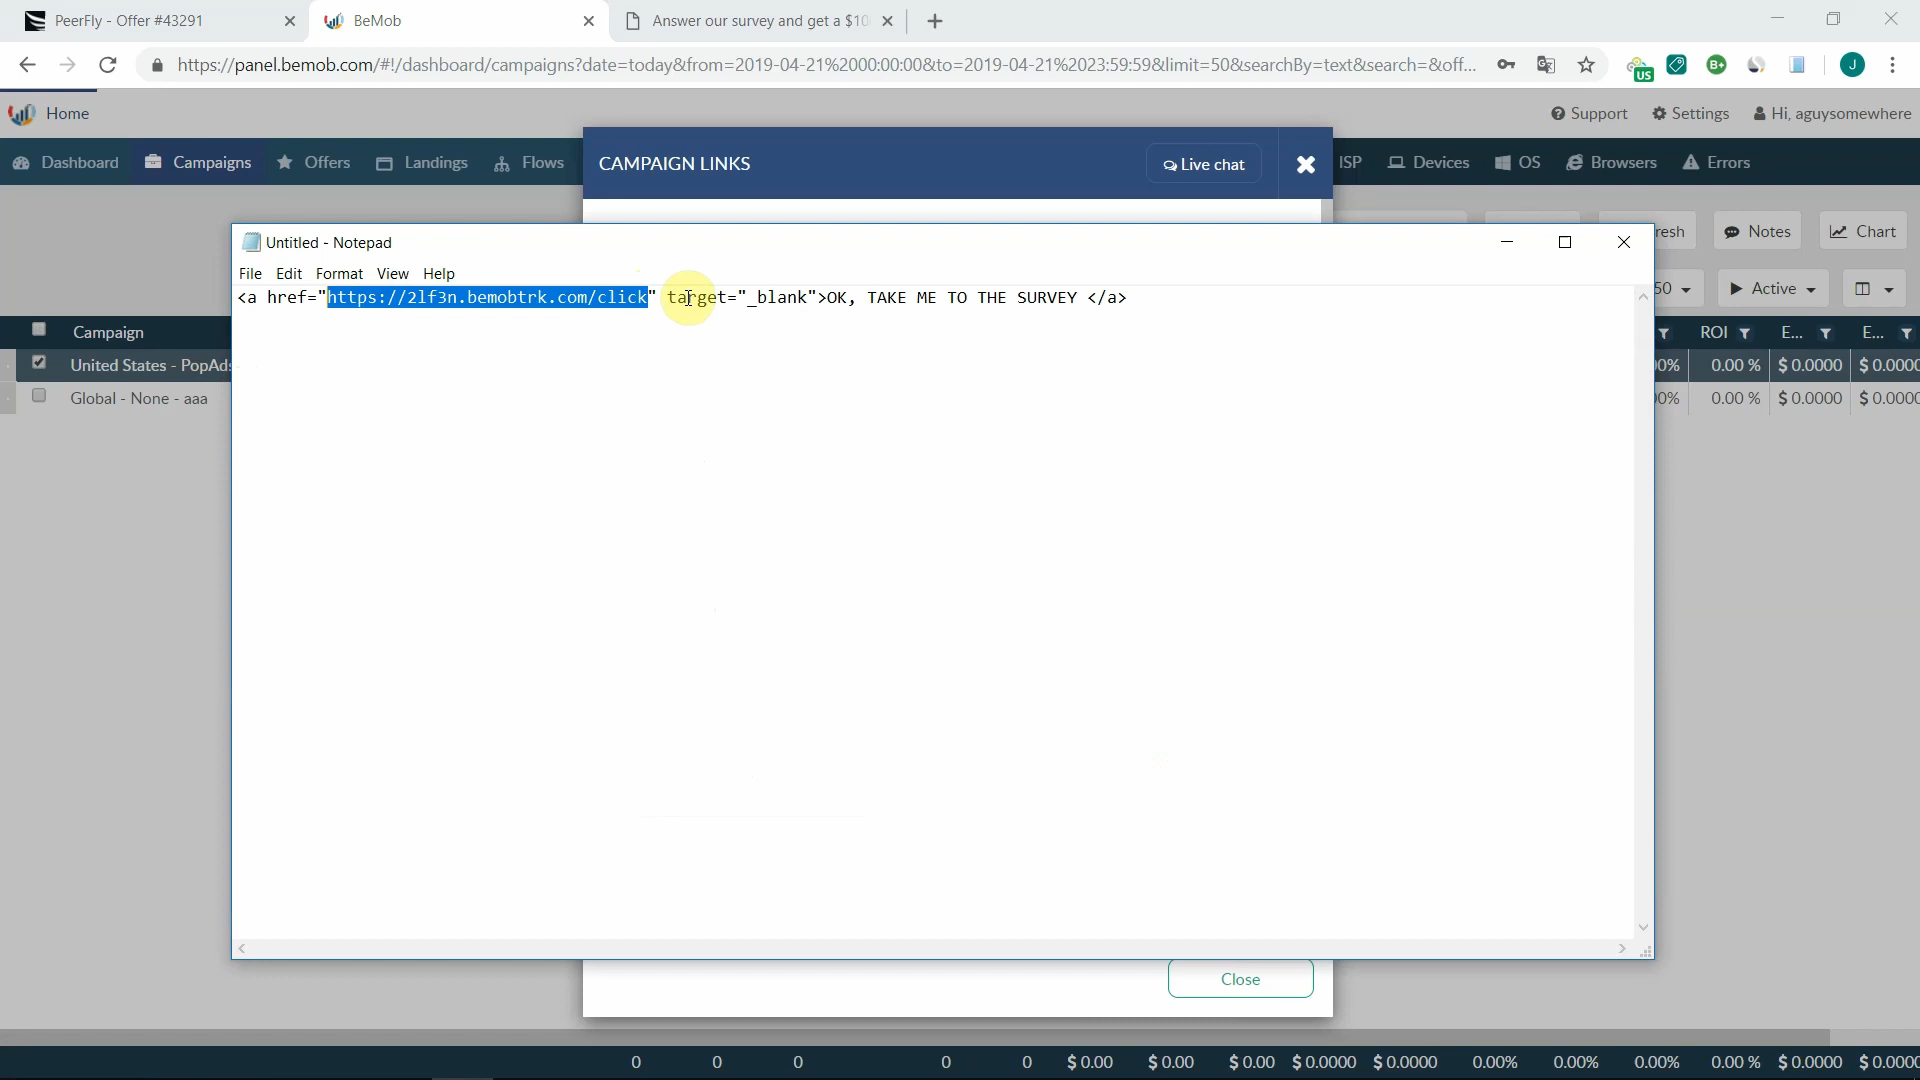 PeerFly - Offer #43291
BeMob
Answer our survey and get a $10
https://panel.bemob.com/#!/dashboard/campaigns?date=today&from=2019-04-21%2000:00:00&to=2019-04-21%2023:59:59&limit=50&searchBy=text&search=&off...
US
B+
J
Home
Support
Settings
Hi, aguysomewhere
Dashboard
Campaigns
Offers
Landings
Flows
CAMPAIGN LINKS
Live chat
ISP
Devices
OS
Browsers
Errors
resh
Notes
Chart
Untitled - Notepad
File Edit Format View Help
<a href="https://2lf3n.bemobtrk.com/click" target="_blank">OK, TAKE ME TO THE SURVEY </a>
50
Active
Campaign
ROI
E...
E...
United States - PopAds
00%
0.00 %
$ 0.0000
$ 0.0000
Global - None - aaa
00%
0.00 %
$ 0.0000
$ 0.0000
Close
0 0 0 0 0 $ 0.00 $ 0.00 $ 0.00 $ 0.0000 $ 0.0000 0.00% 0.00% 0.00% 0.00 % $ 0.0000 $ 0.0000